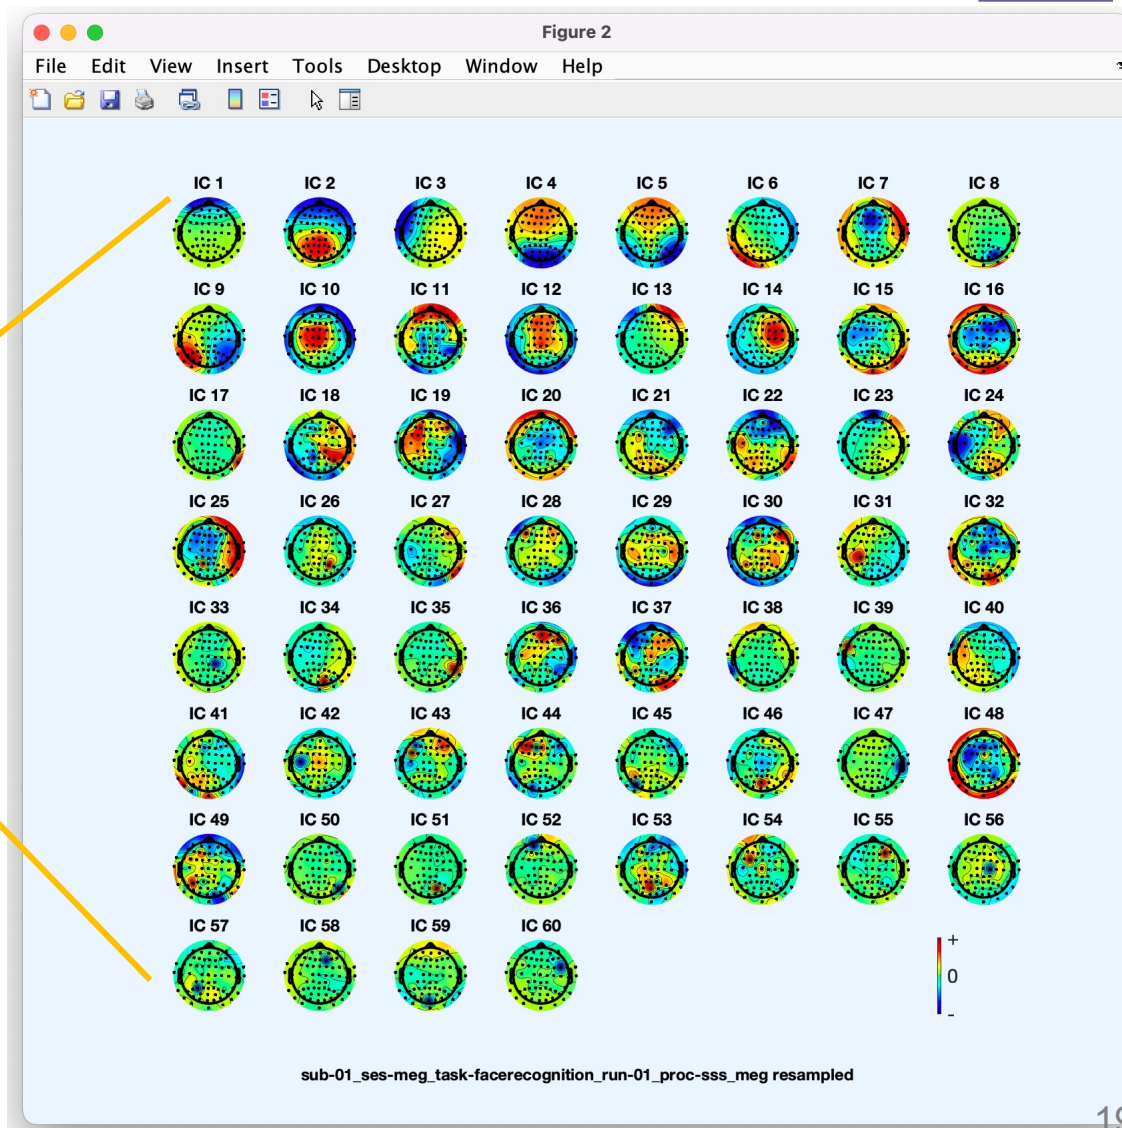 Figure 2
File Edit View Insert Tools Desktop Window Help
IC 1 IC 2 IC 3 IC 4 IC 5 IC 6 IC 7 IC 8
IC 9 IC 10 IC 11 IC 12 IC 13 IC 14 IC 15 IC 16
IC 17 IC 18 IC 19 IC 20 IC 21 IC 22 IC 23 IC 24
IC 25 IC 26 IC 27 IC 28 IC 29 IC 30 IC 31 IC 32
IC 33 IC 34 IC 35 IC 36 IC 37 IC 38 IC 39 IC 40
IC 41 IC 42 IC 43 IC 44 IC 45 IC 46 IC 47 IC 48
IC 49 IC 50 IC 51 IC 52 IC 53 IC 54 IC 55 IC 56
IC 57 IC 58 IC 59 IC 60
+
0
-
sub-01_ses-meg_task-facerecognition_run-01_proc-sss_meg resampled
19